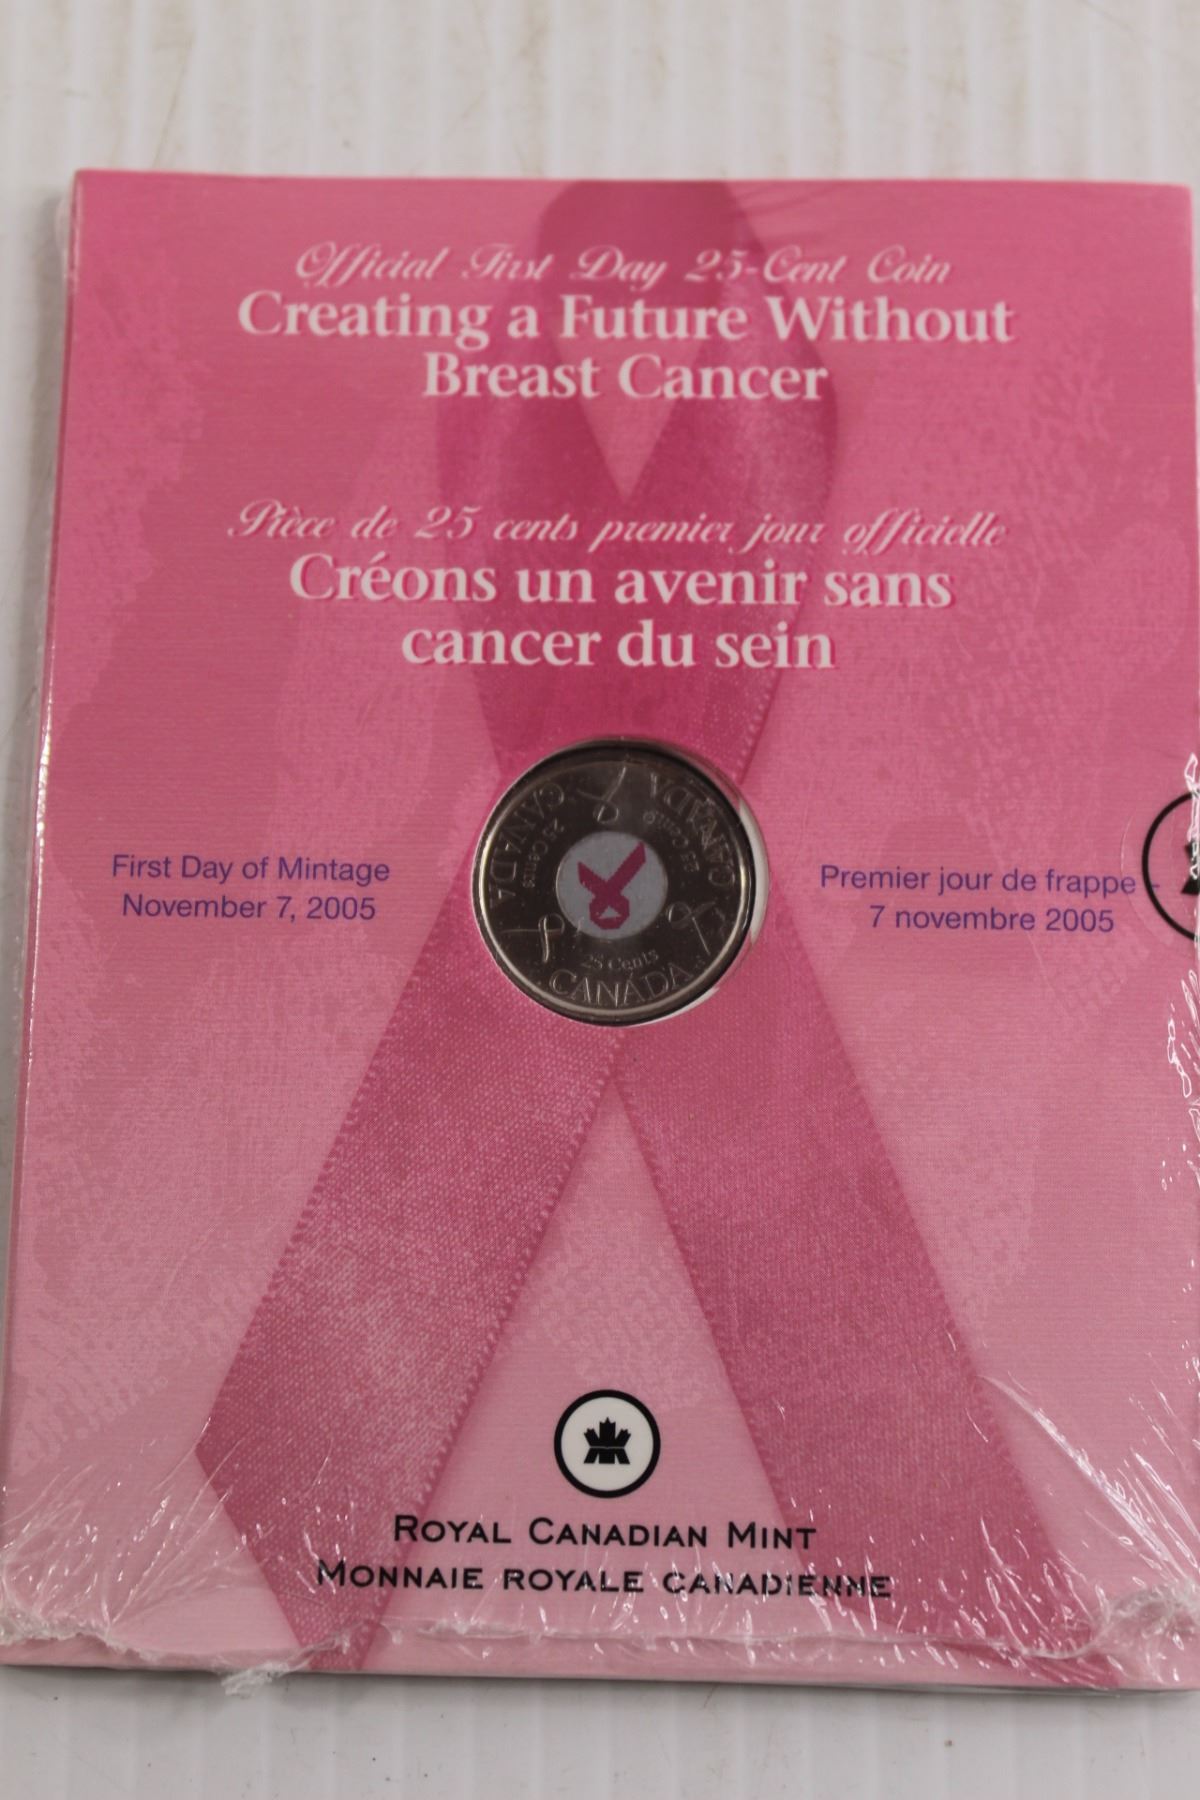 Official First Day 25-Cent Coin
Creating a Future Without
Breast Cancer
Pièce de 25 cents premier jour officielle
Créons un avenir sans
cancer du sein
CANADA
25 Cents
CANADA
25 Cents
25 Cents
CANADA
First Day of Mintage
November 7, 2005
Premier jour de frappe
7 novembre 2005
ROYAL CANADIAN MINT
MONNAIE ROYALE CANADIENNE